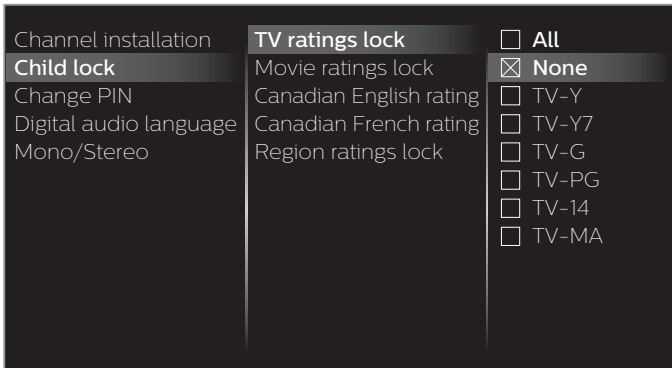 Channel installation
Child lock
Change PIN
Digital audio language
Mono/Stereo
TV ratings lock
Movie ratings lock
Canadian English rating
Canadian French rating
Region ratings lock
All
None
TV-Y
TV-Y7
TV-G
TV-PG
TV-14
TV-MA